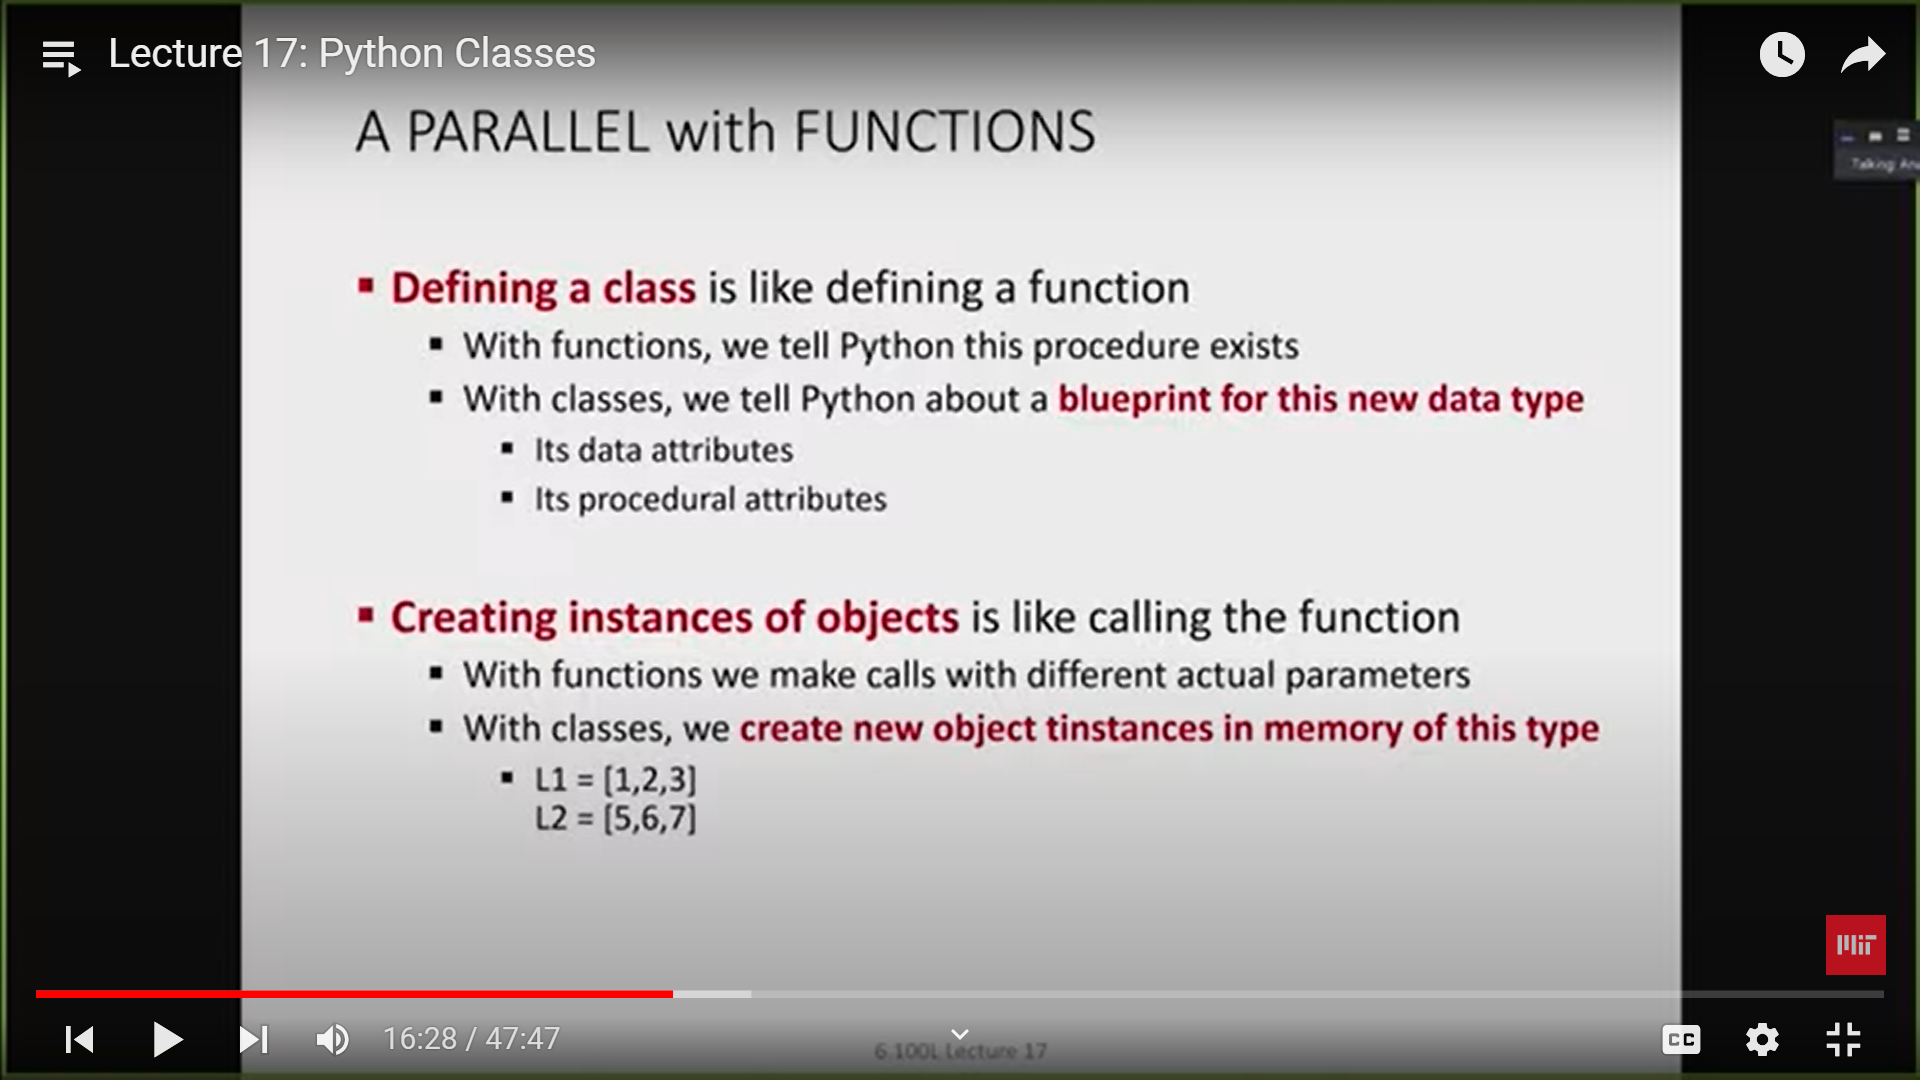 Lecture 17: Python Classes
A PARALLEL with FUNCTIONS
Talking:
▪ Defining a class is like defining a function
▪ With functions, we tell Python this procedure exists
▪ With classes, we tell Python about a blueprint for this new data type
▪ Its data attributes
▪ Its procedural attributes
▪ Creating instances of objects is like calling the function
▪ With functions we make calls with different actual parameters
▪ With classes, we create new object tinstances in memory of this type
▪ L1 = [1,2,3]
L2 = [5,6,7]
MIT
16:28 / 47:47
CC
6.100L Lecture 17